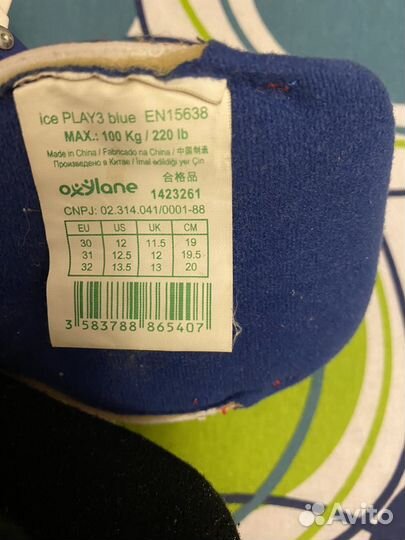 ice PLAY3 blue EN15638
MAX.: 100 Kg / 220 lb
Made in China / Fabricado na China / 中国制造
Произведено в Китае / İmal edildiği yer Çin
oxylane
合格品
1423261
CNPJ: 02.314.041/0001-88
EU US UK CM
30 12 11.5 19
31 12.5 12 19.5
32 13.5 13 20
3 583788 865407
Avito